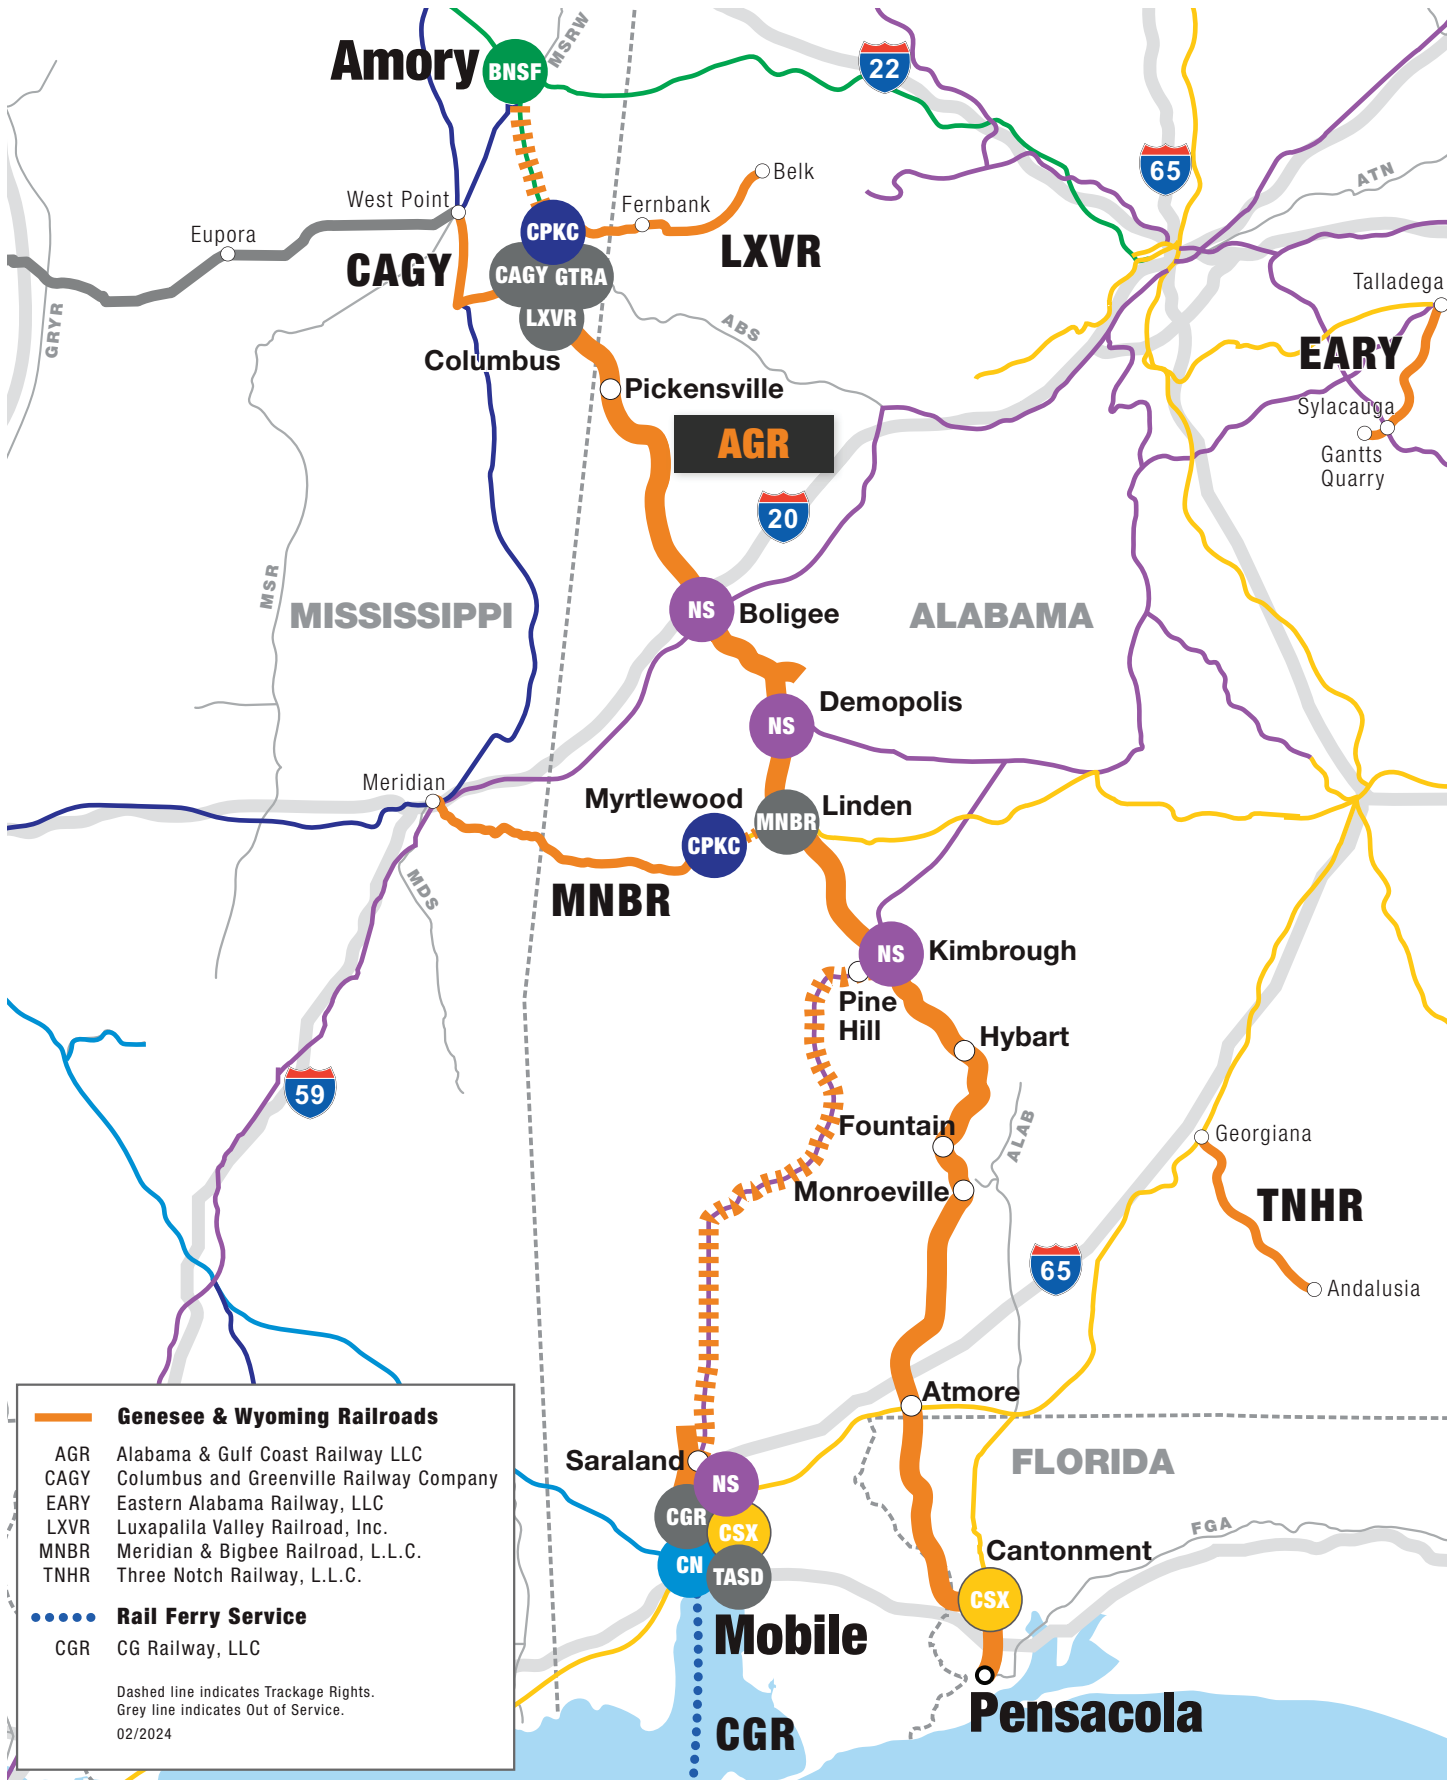 MSRW
Amory
BNSF
22
65
ATN
Belk
West Point
Fernbank
Eupora
CPKC
LXVR
CAGY
CAGY GTRA
Talladega
GRYR
LXVR
ABS
EARY
Columbus
Pickensville
Sylacauga
AGR
Gantts
Quarry
20
MSR
MISSISSIPPI
NS
Boligee
ALABAMA
Demopolis
NS
Meridian
Myrtlewood
Linden
MNBR
CPKC
MDS
MNBR
NS
Kimbrough
Pine
Hill
Hybart
59
Fountain
ALAB
Georgiana
Monroeville
TNHR
65
Andalusia
Atmore
Saraland
FLORIDA
NS
CGR
CSX
FGA
Cantonment
CN
TASD
CSX
Mobile
Pensacola
CGR
Genesee & Wyoming Railroads
AGR Alabama & Gulf Coast Railway LLC
CAGY Columbus and Greenville Railway Company
EARY Eastern Alabama Railway, LLC
LXVR Luxapalila Valley Railroad, Inc.
MNBR Meridian & Bigbee Railroad, L.L.C.
TNHR Three Notch Railway, L.L.C.
Rail Ferry Service
CGR CG Railway, LLC
Dashed line indicates Trackage Rights.
Grey line indicates Out of Service.
02/2024